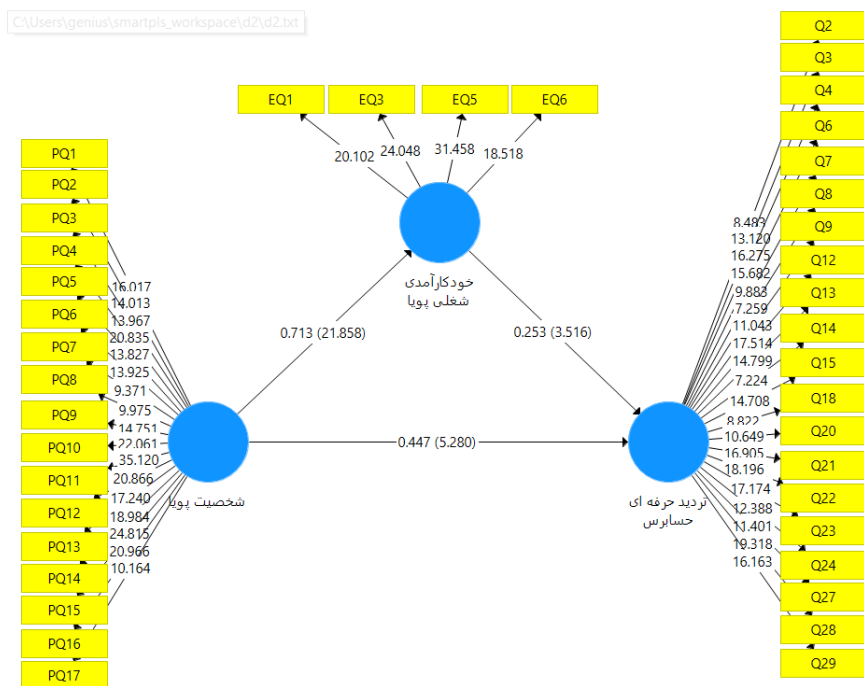 C:\Users\genius\smartpls_workspace\d2\d2.txt
EQ1
EQ3
EQ5
EQ6
20.102
24.048
31.458
18.518
خودکارآمدی
شغلی پویا
0.713 (21.858)
0.253 (3.516)
0.447 (5.280)
شخصیت پویا
تردید حرفه ای
حسابرس
PQ1
PQ2
PQ3
PQ4
PQ5
PQ6
PQ7
PQ8
PQ9
PQ10
PQ11
PQ12
PQ13
PQ14
PQ15
PQ16
PQ17
16.017
14.013
13.967
20.835
13.827
13.925
9.371
9.975
14.751
22.061
35.120
20.866
17.240
18.984
24.815
20.966
10.164
8.483
13.120
16.275
15.682
9.883
7.259
11.043
17.514
14.799
7.224
14.708
8.822
10.649
16.905
18.196
17.174
12.388
11.401
19.318
16.163
Q2
Q3
Q4
Q6
Q7
Q8
Q9
Q12
Q13
Q14
Q15
Q18
Q20
Q21
Q22
Q23
Q24
Q27
Q28
Q29